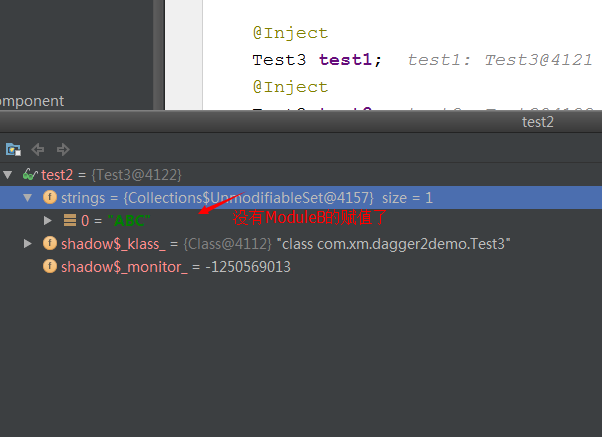 @Inject
Test3 test1; test1: Test3@4121
@Inject
omponent
test2
test2 = {Test3@4122}
strings = {Collections$UnmodifiableSet@4157} size = 1
0 = "ABC"
没有ModuleB的赋值了
shadow$_klass_ = {Class@4112} "class com.xm.dagger2demo.Test3"
shadow$_monitor_ = -1250569013